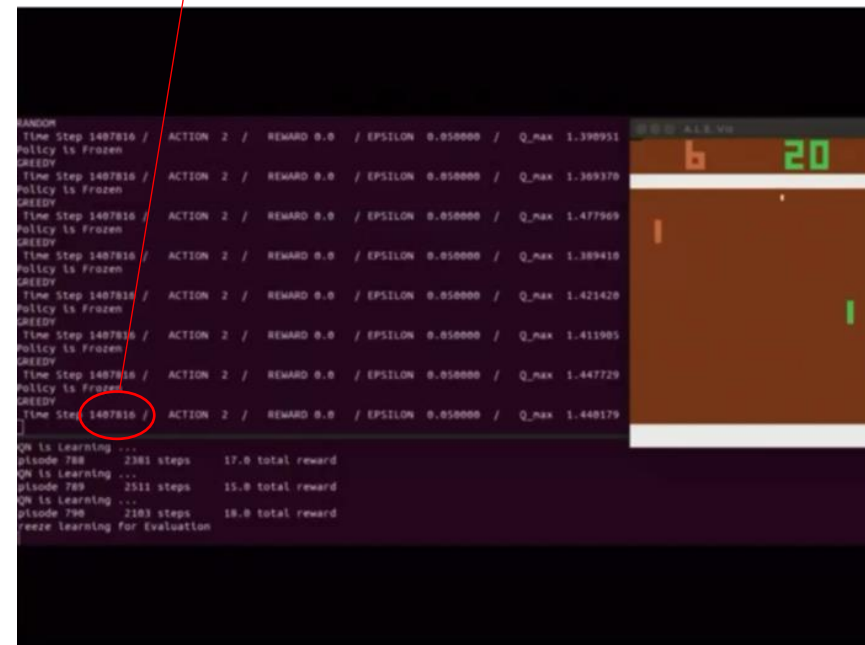 RANDOM
Time Step 1407816 / ACTION 2 / REWARD 0.0 / EPSILON 0.050000 / Q_max 1.390951
Policy is Frozen
GREEDY
Time Step 1407816 / ACTION 2 / REWARD 0.0 / EPSILON 0.050000 / Q_max 1.369370
Policy is Frozen
GREEDY
Time Step 1407816 / ACTION 2 / REWARD 0.0 / EPSILON 0.050000 / Q_max 1.477969
Policy is Frozen
GREEDY
Time Step 1407816 / ACTION 2 / REWARD 0.0 / EPSILON 0.050000 / Q_max 1.389410
Policy is Frozen
GREEDY
Time Step 1407816 / ACTION 2 / REWARD 0.0 / EPSILON 0.050000 / Q_max 1.421420
Policy is Frozen
GREEDY
Time Step 1407816 / ACTION 2 / REWARD 0.0 / EPSILON 0.050000 / Q_max 1.411905
Policy is Frozen
GREEDY
Time Step 1407816 / ACTION 2 / REWARD 0.0 / EPSILON 0.050000 / Q_max 1.447729
Policy is Frozen
GREEDY
Time Step 1407816 / ACTION 2 / REWARD 0.0 / EPSILON 0.050000 / Q_max 1.440179
QN is Learning ...
pisode 788 2381 steps 17.0 total reward
QN is Learning ...
pisode 789 2511 steps 15.0 total reward
QN is Learning ...
pisode 790 2103 steps 18.0 total reward
reeze learning for Evaluation
A.L.E. Viz
6 20